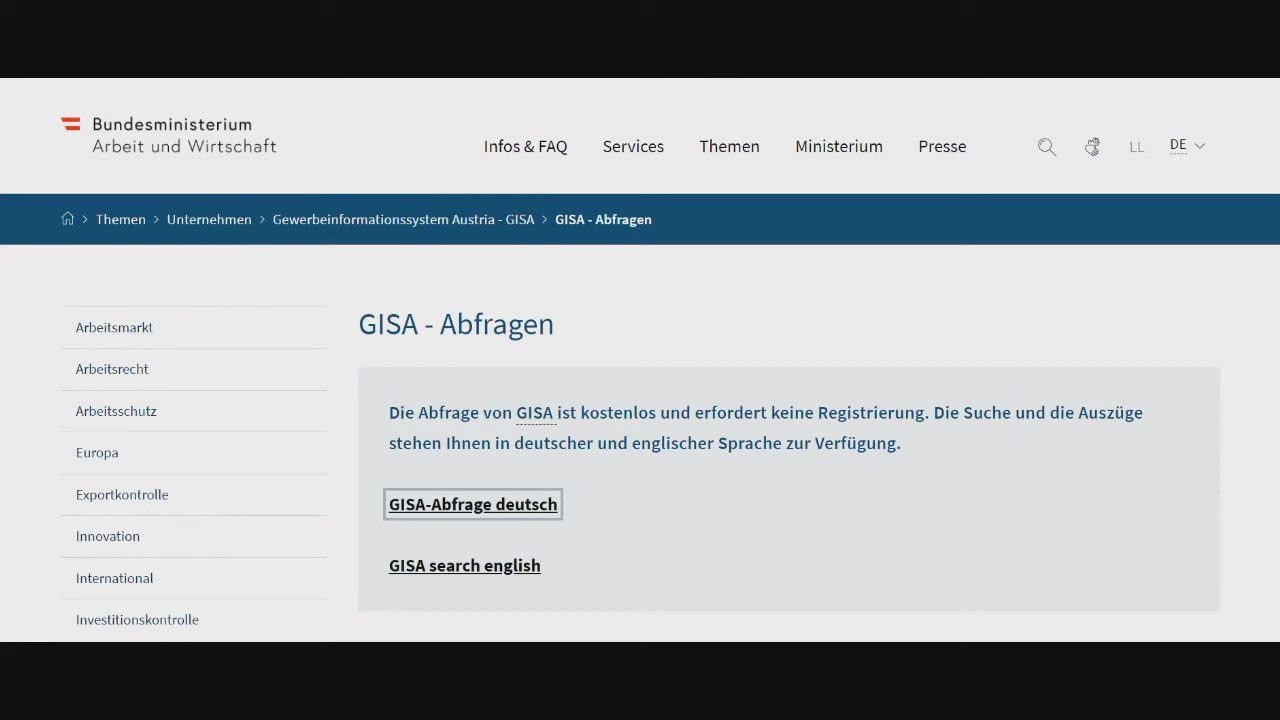 Bundesministerium
Arbeit und Wirtschaft
Infos & FAQ Services Themen Ministerium Presse LL DE
Themen Unternehmen Gewerbeinformationssystem Austria - GISA GISA - Abfragen
Arbeitsmarkt
Arbeitsrecht
Arbeitsschutz
Europa
Exportkontrolle
Innovation
International
Investitionskontrolle
GISA - Abfragen
Die Abfrage von GISA ist kostenlos und erfordert keine Registrierung. Die Suche und die Auszüge
stehen Ihnen in deutscher und englischer Sprache zur Verfügung.
GISA-Abfrage deutsch
GISA search english